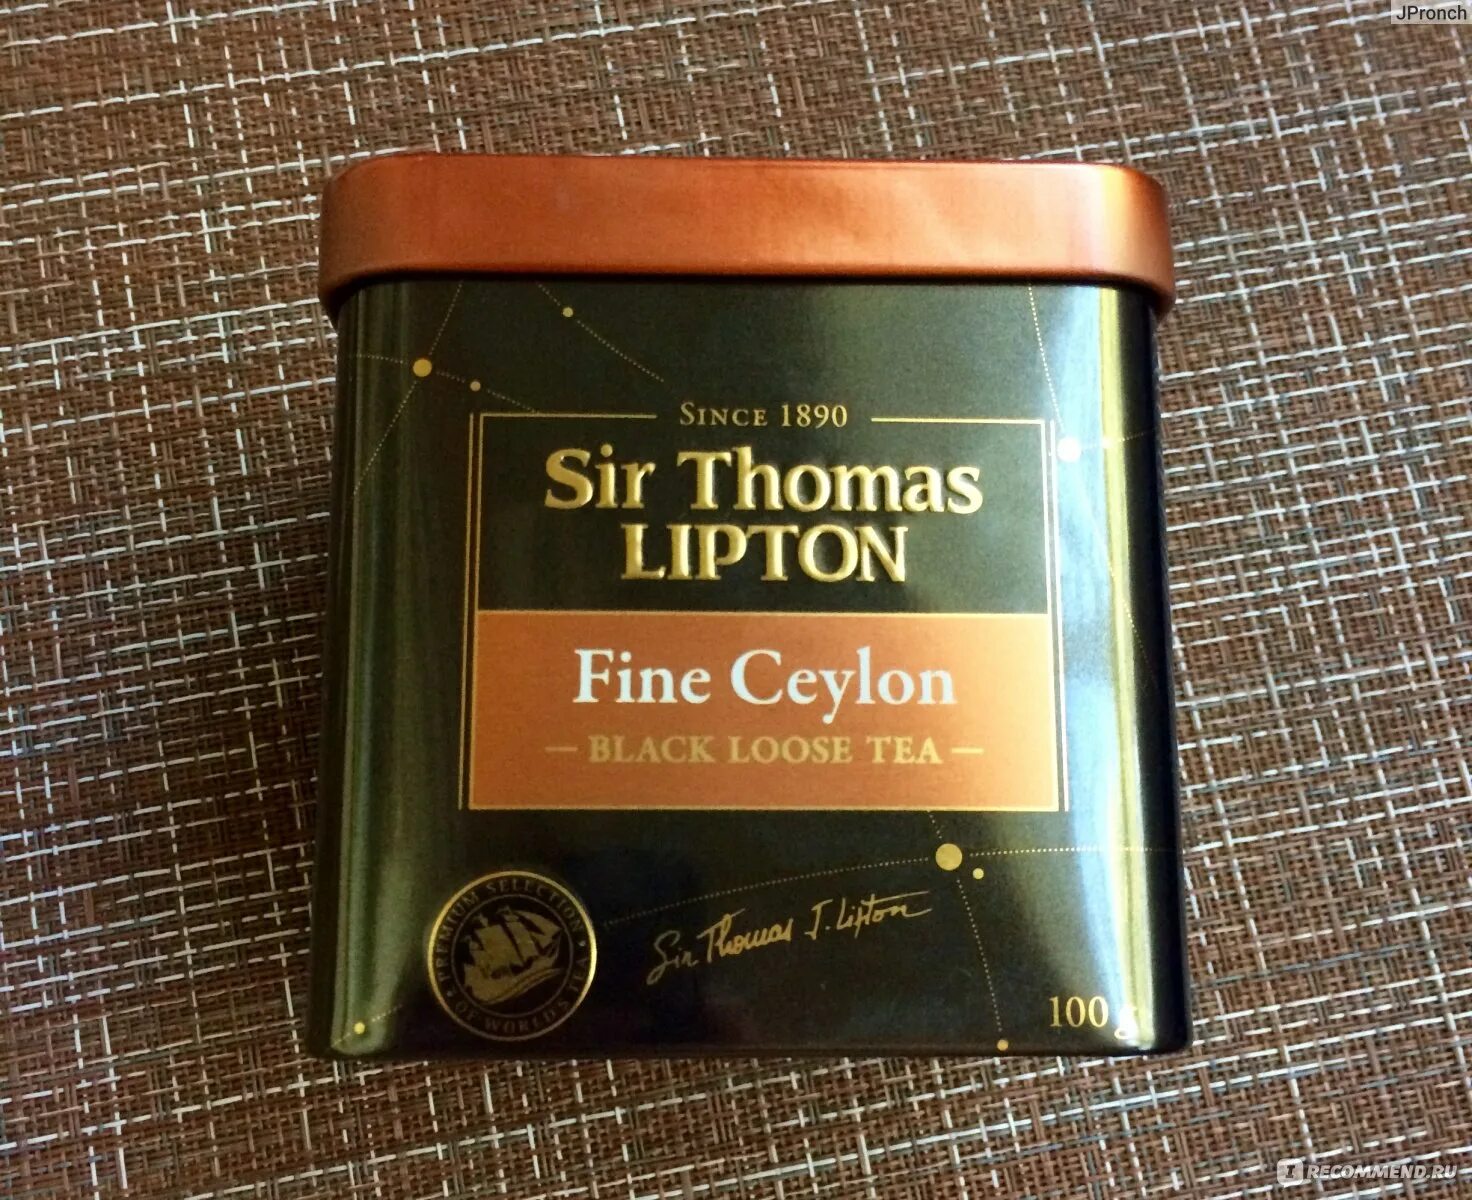 JPronch
SINCE 1890
Sir Thomas
LIPTON
Fine Ceylon
— BLACK LOOSE TEA —
PREMIUM SELECTION
OF WORLD'S TEA
Sir Thomas J. Lipton
100 g
I RECOMMEND.RU